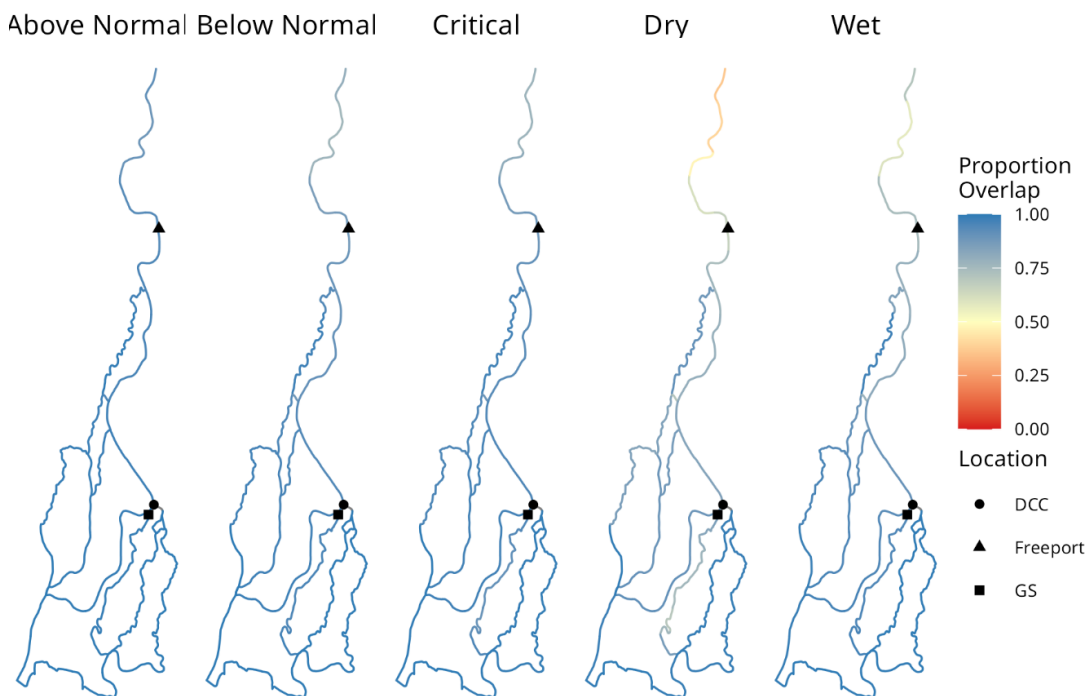 Above Normal Below Normal Critical Dry Wet
Proportion
Overlap
1.00
0.75
0.50
0.25
0.00
Location
DCC
Freeport
GS